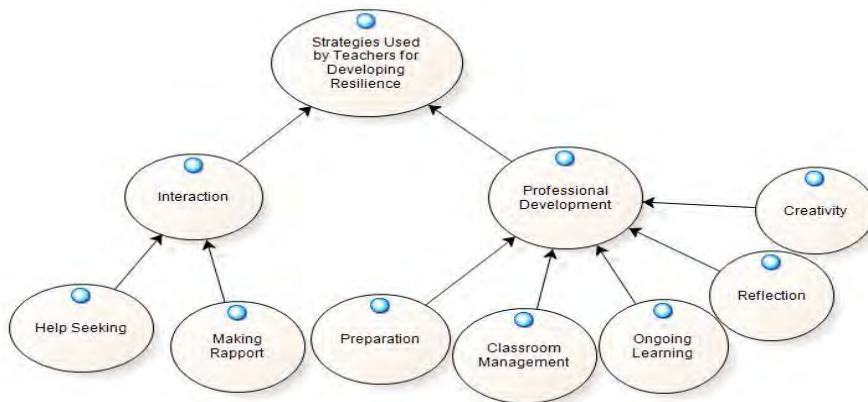 Strategies Used
by Teachers for
Developing
Resilience
Interaction
Professional
Development
Creativity
Help Seeking
Making
Rapport
Preparation
Classroom
Management
Ongoing
Learning
Reflection